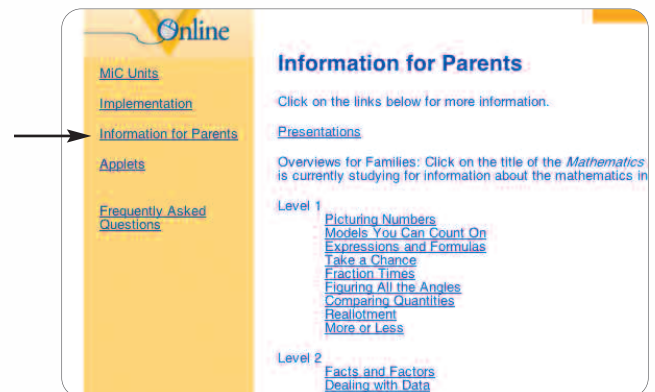 Online
MiC Units
Implementation
Information for Parents
Applets
Frequently Asked
Questions
Information for Parents
Click on the links below for more information.
Presentations
Overviews for Families: Click on the title of the Mathematics
is currently studying for information about the mathematics in
Level 1
Picturing Numbers
Models You Can Count On
Expressions and Formulas
Take a Chance
Fraction Times
Figuring All the Angles
Comparing Quantities
Reallotment
More or Less
Level 2
Facts and Factors
Dealing with Data